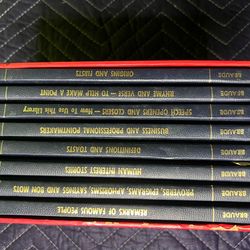 BRAUDE REMARKS OF FAMOUS PEOPLE
BRAUDE PROVERBS, EPIGRAMS, APHORISMS, SAYINGS AND BON MOTS
BRAUDE HUMAN INTEREST STORIES
BRAUDE DEFINITIONS AND TOASTS
BRAUDE BUSINESS AND PROFESSIONAL POINTMAKERS
BRAUDE SPEECH OPENERS AND CLOSERS — How To Use This Library
BRAUDE RHYME AND VERSE — TO HELP MAKE A POINT
BRAUDE ORIGINS AND FIRSTS